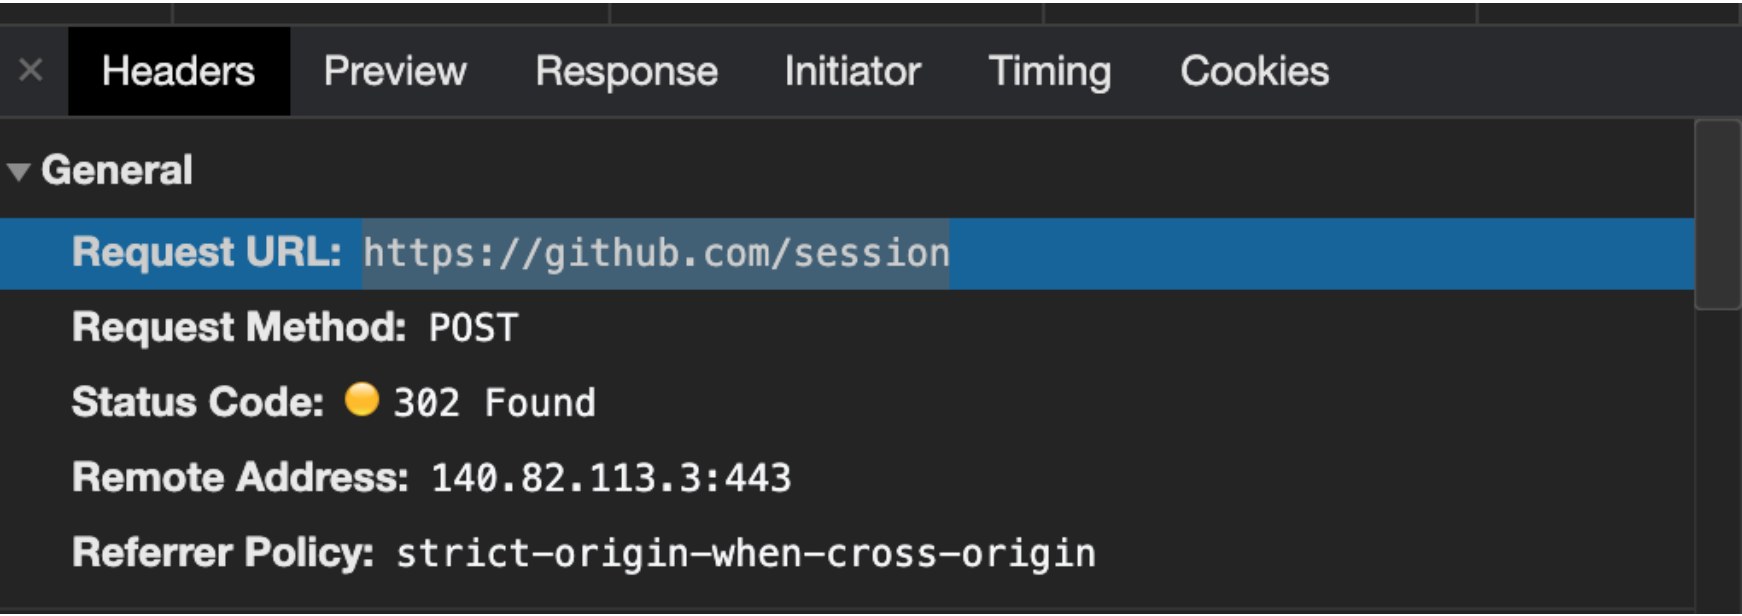 × Headers Preview Response Initiator Timing Cookies
▼ General
Request URL: https://github.com/session
Request Method: POST
Status Code: 302 Found
Remote Address: 140.82.113.3:443
Referrer Policy: strict-origin-when-cross-origin